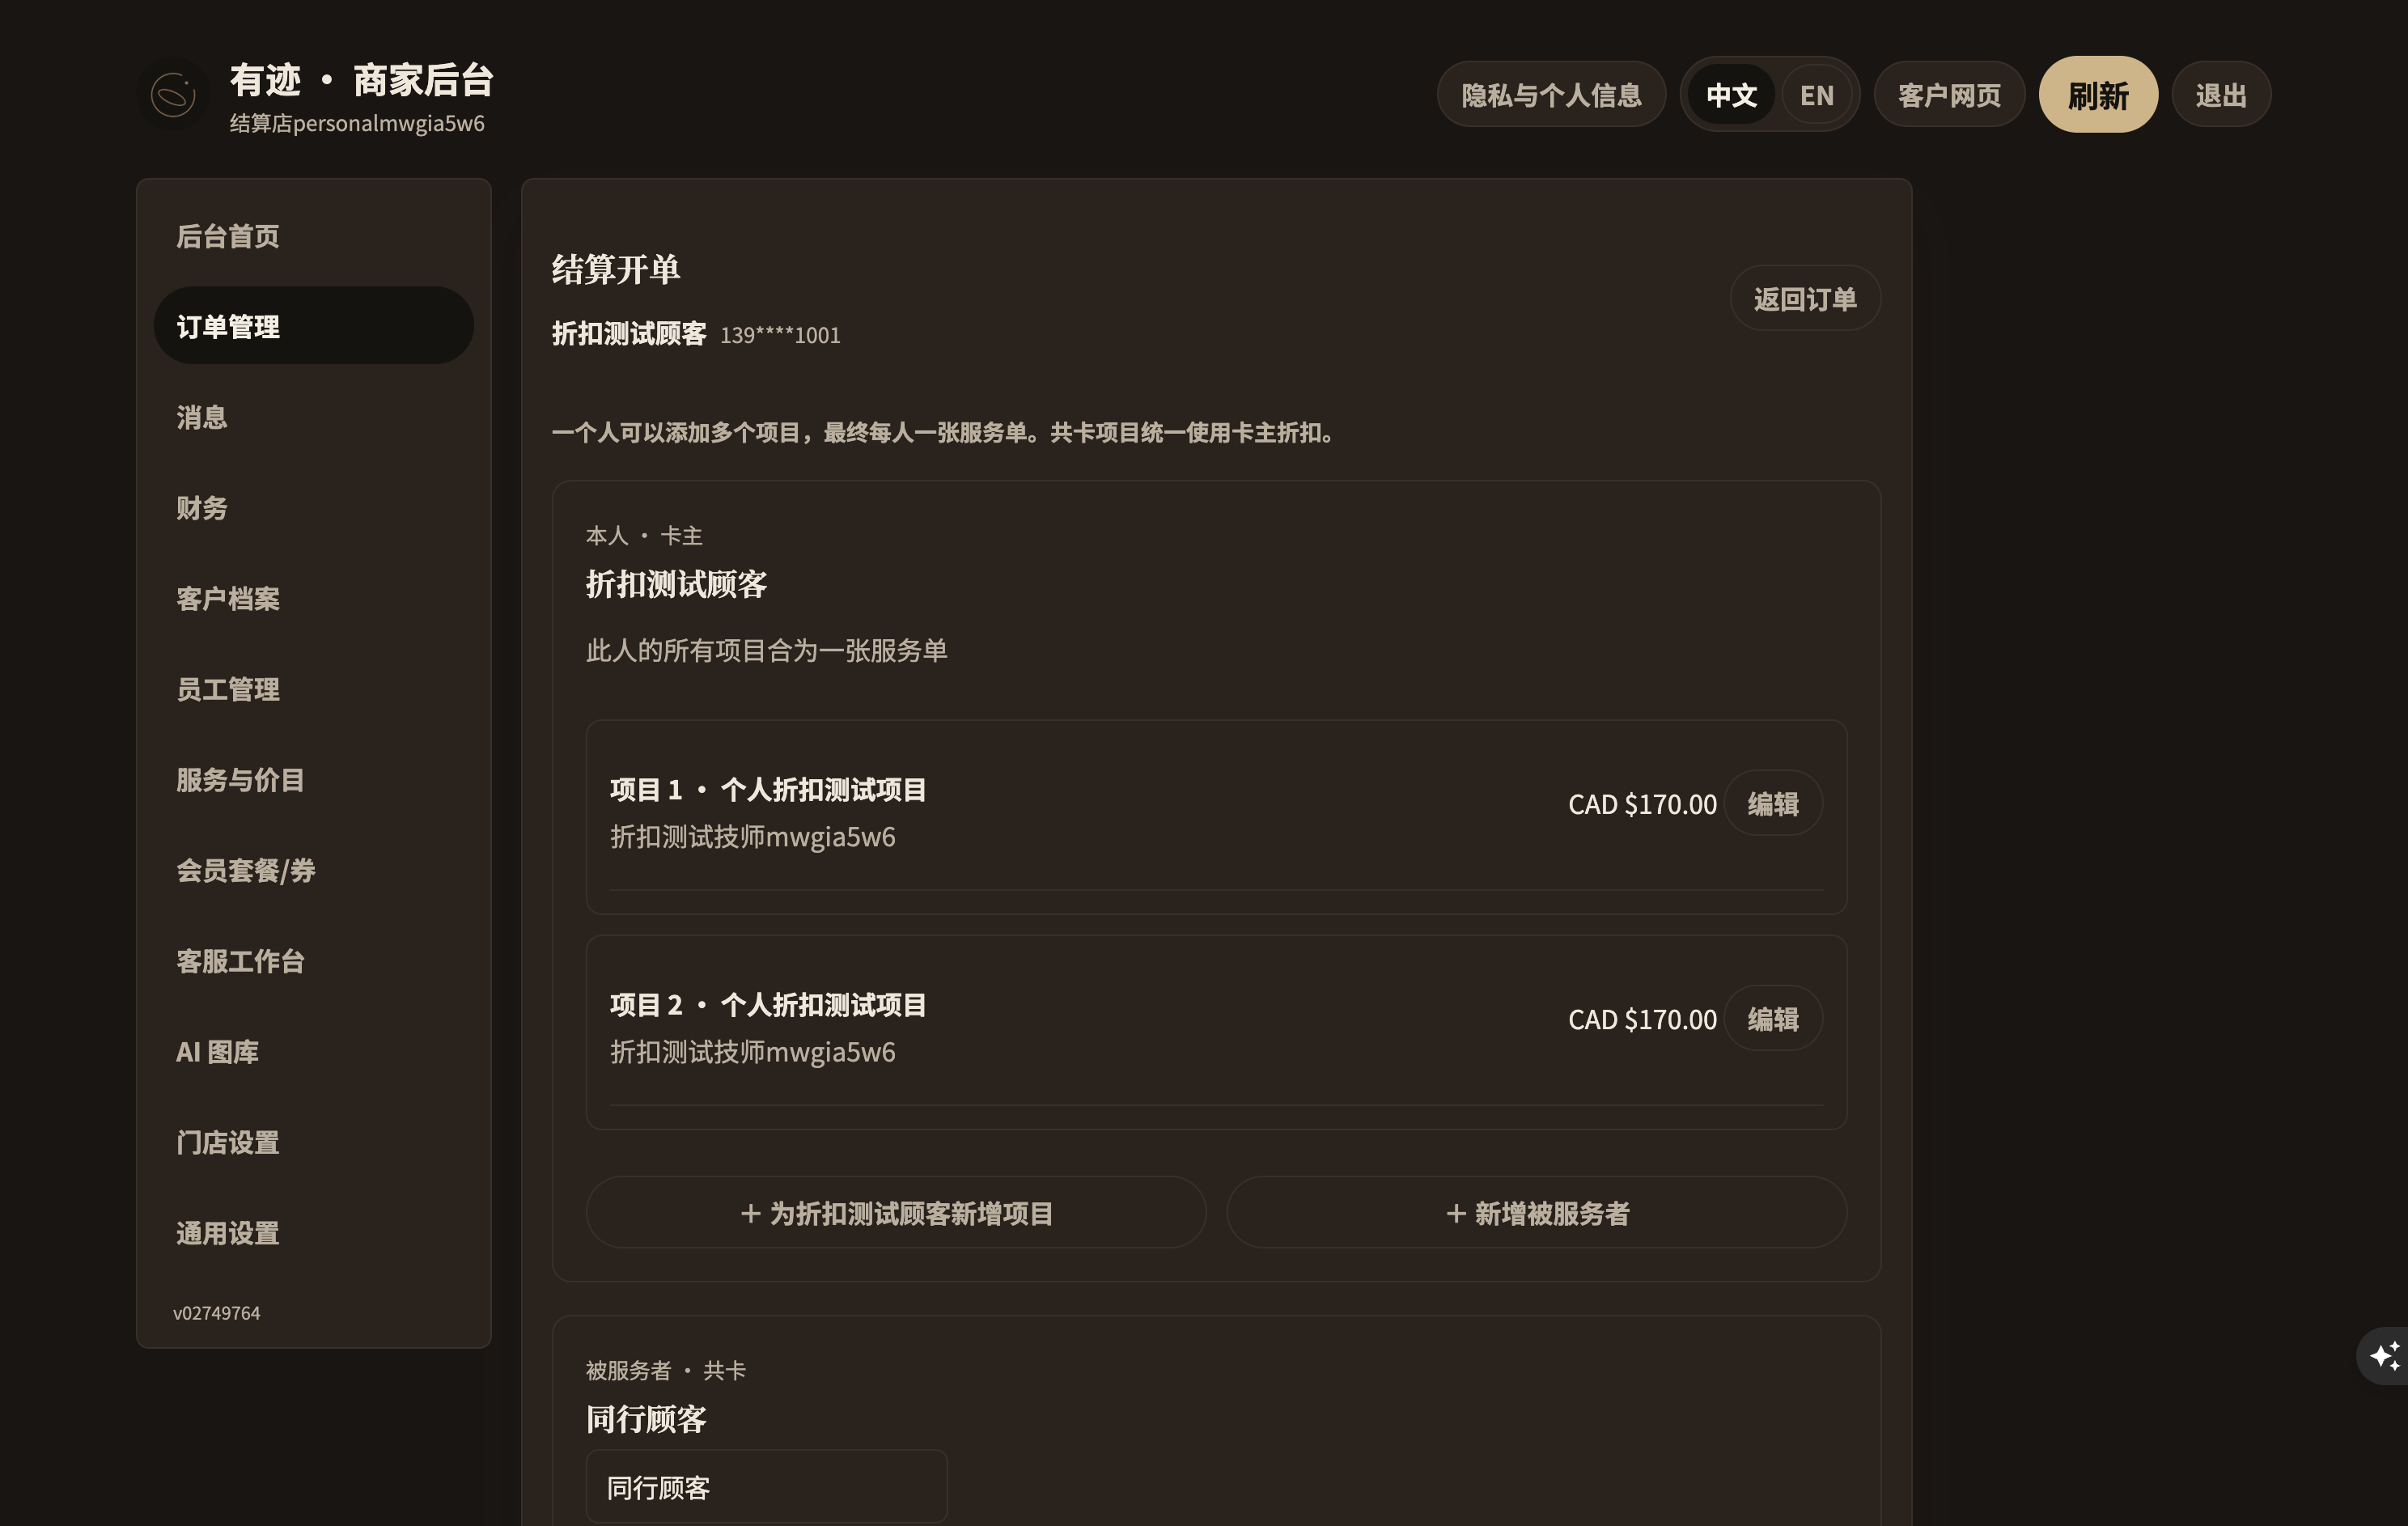 有迹 · 商家后台
结算店personalmwgia5w6
隐私与个人信息
中文
EN
客户网页
刷新
退出
后台首页
订单管理
消息
财务
客户档案
员工管理
服务与价目
会员套餐/券
客服工作台
AI 图库
门店设置
通用设置
v02749764
结算开单
折扣测试顾客 139****1001
返回订单
一个人可以添加多个项目，最终每人一张服务单。共卡项目统一使用卡主折扣。
本人 · 卡主
折扣测试顾客
此人的所有项目合为一张服务单
项目 1 · 个人折扣测试项目
折扣测试技师mwgia5w6
CAD $170.00
编辑
项目 2 · 个人折扣测试项目
折扣测试技师mwgia5w6
CAD $170.00
编辑
＋ 为折扣测试顾客新增项目
＋ 新增被服务者
被服务者 · 共卡
同行顾客
同行顾客